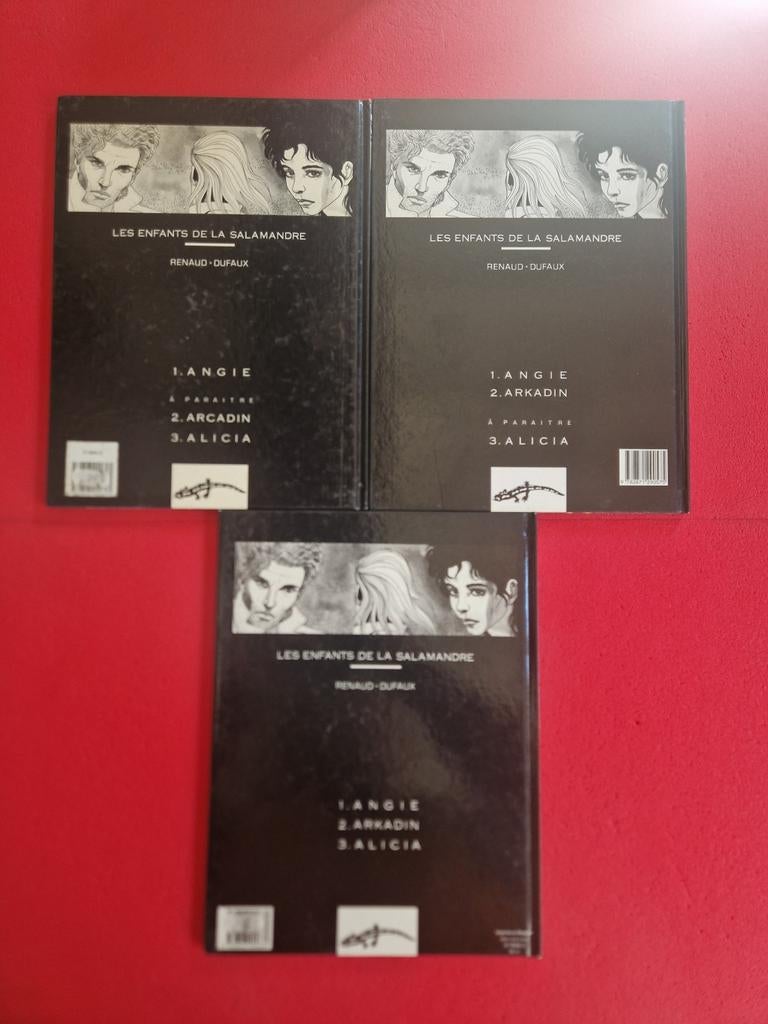 LES ENFANTS DE LA SALAMANDRE
RENAUD • DUFAUX
1. ANGIE
À PARAITRE
2. ARCADIN
3. ALICIA
LES ENFANTS DE LA SALAMANDRE
RENAUD • DUFAUX
1. ANGIE
2. ARKADIN
À PARAITRE
3. ALICIA
LES ENFANTS DE LA SALAMANDRE
RENAUD • DUFAUX
1. ANGIE
2. ARKADIN
3. ALICIA